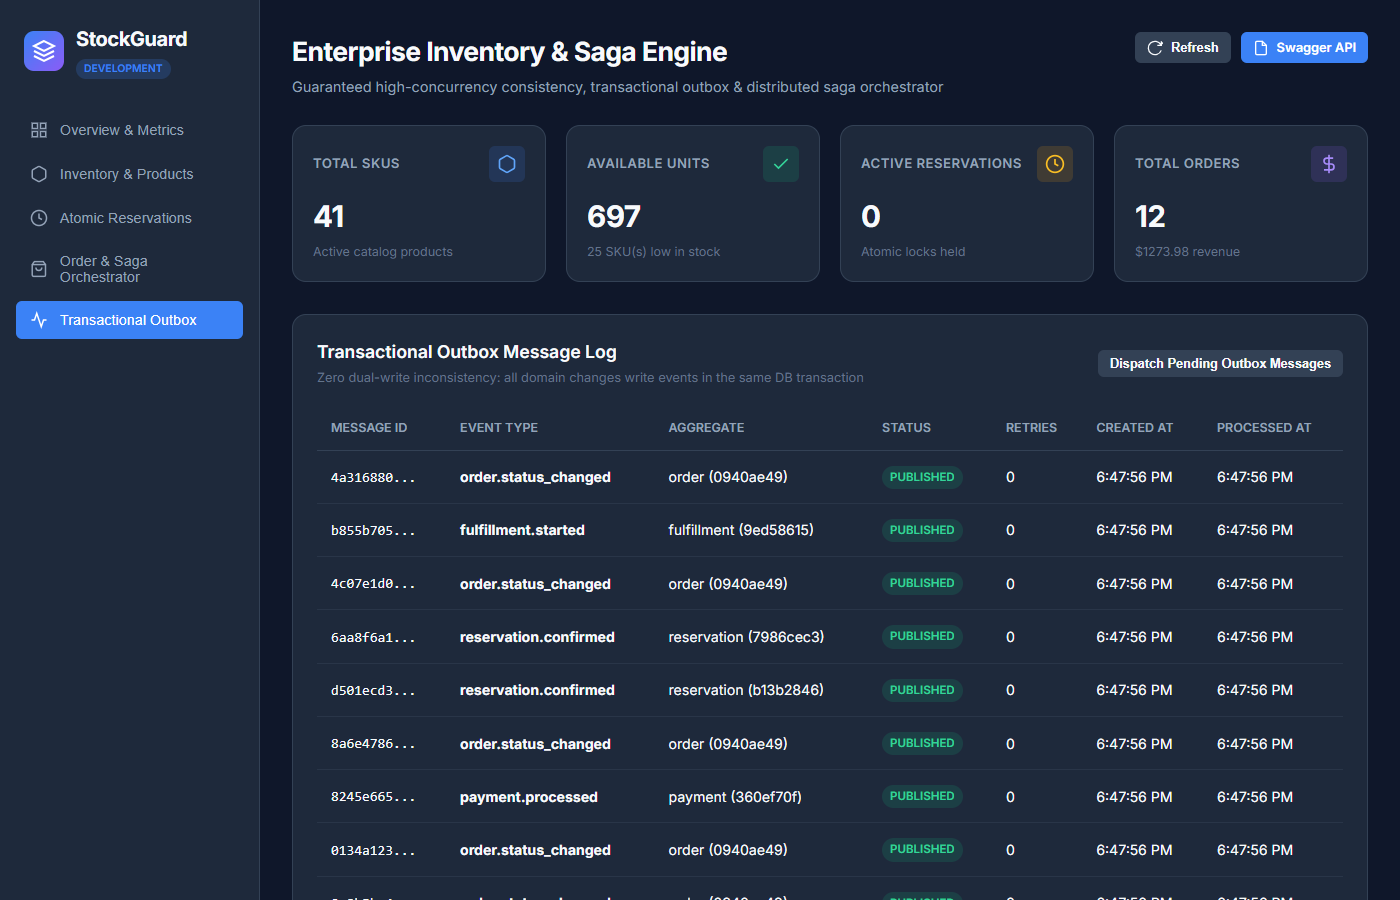 StockGuard
DEVELOPMENT
Overview & Metrics
Inventory & Products
Atomic Reservations
Order & Saga
Orchestrator
Transactional Outbox
Enterprise Inventory & Saga Engine
Guaranteed high-concurrency consistency, transactional outbox & distributed saga orchestrator
Refresh
Swagger API
TOTAL SKUS
41
Active catalog products
AVAILABLE UNITS
697
25 SKU(s) low in stock
ACTIVE RESERVATIONS
0
Atomic locks held
TOTAL ORDERS
12
$1273.98 revenue
Transactional Outbox Message Log
Zero dual-write inconsistency: all domain changes write events in the same DB transaction
Dispatch Pending Outbox Messages
MESSAGE ID EVENT TYPE AGGREGATE STATUS RETRIES CREATED AT PROCESSED AT
4a316880... order.status_changed order (0940ae49) PUBLISHED 0 6:47:56 PM 6:47:56 PM
b855b705... fulfillment.started fulfillment (9ed58615) PUBLISHED 0 6:47:56 PM 6:47:56 PM
4c07e1d0... order.status_changed order (0940ae49) PUBLISHED 0 6:47:56 PM 6:47:56 PM
6aa8f6a1... reservation.confirmed reservation (7986cec3) PUBLISHED 0 6:47:56 PM 6:47:56 PM
d501ecd3... reservation.confirmed reservation (b13b2846) PUBLISHED 0 6:47:56 PM 6:47:56 PM
8a6e4786... order.status_changed order (0940ae49) PUBLISHED 0 6:47:56 PM 6:47:56 PM
8245e665... payment.processed payment (360ef70f) PUBLISHED 0 6:47:56 PM 6:47:56 PM
0134a123... order.status_changed order (0940ae49) PUBLISHED 0 6:47:56 PM 6:47:56 PM